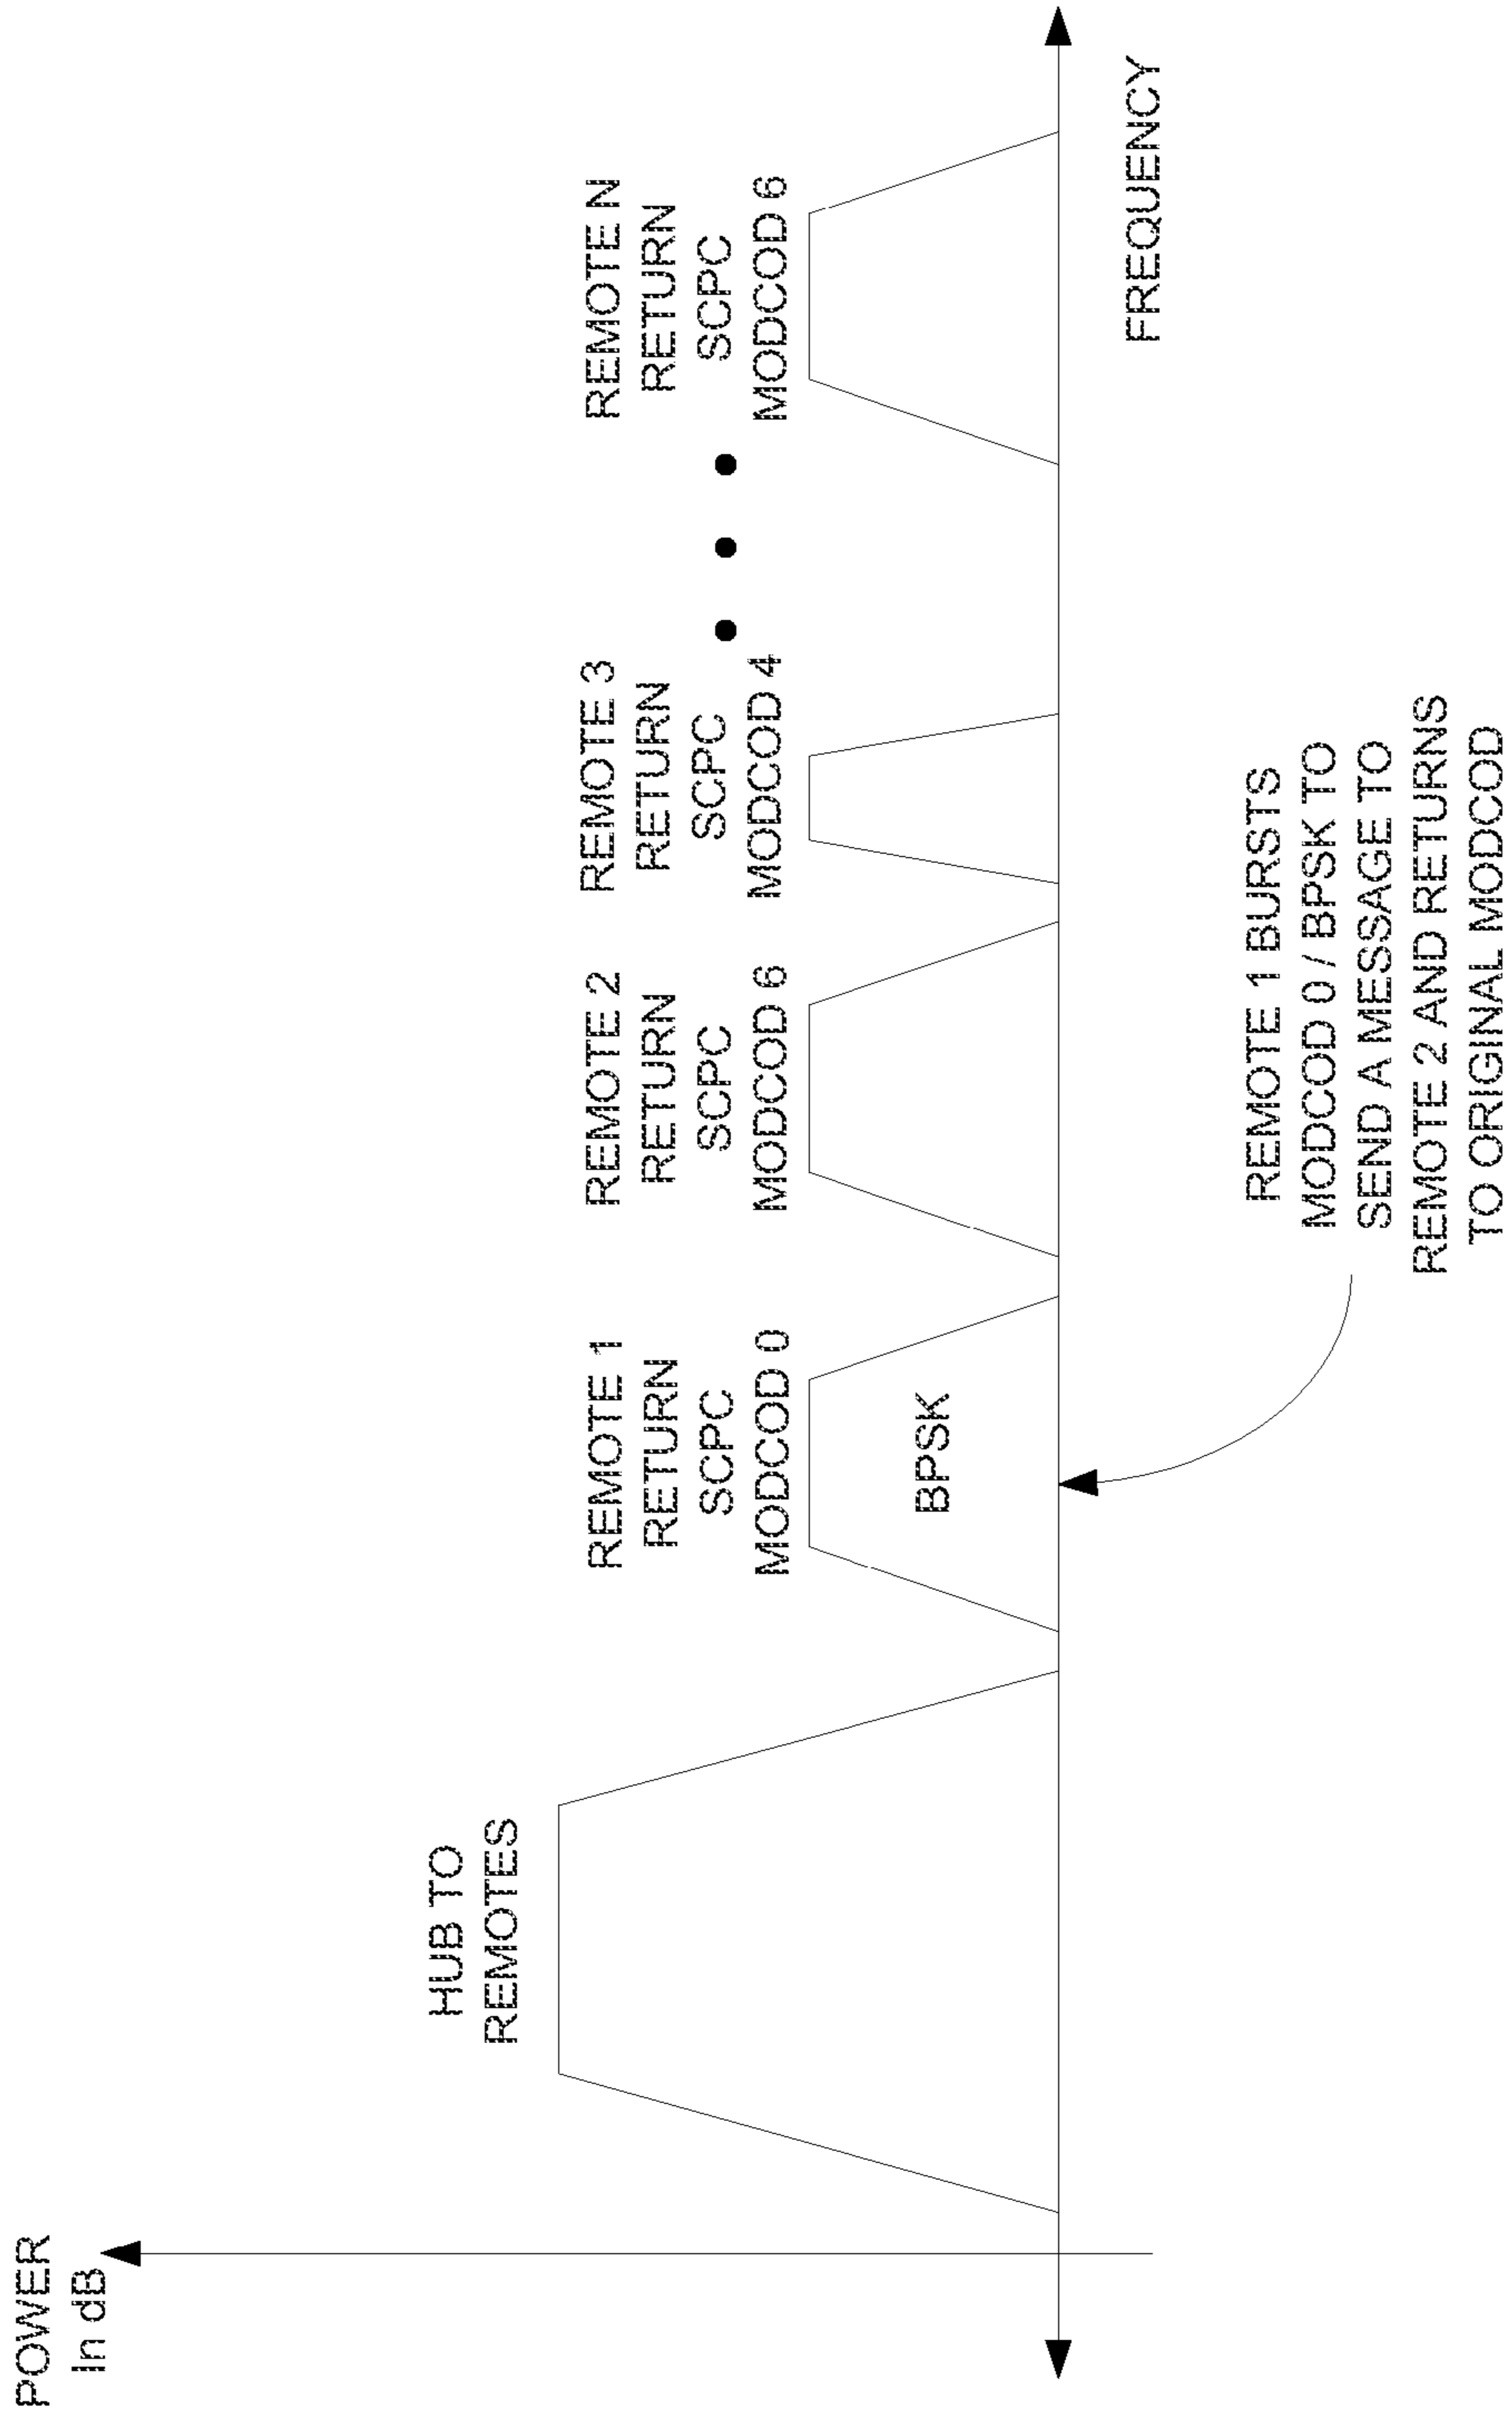 POWER
In dB
HUB TO
REMOTES
REMOTE 1
RETURN
SCPC
MODCOD 0
BPSK
REMOTE 2
RETURN
SCPC
MODCOD 6
REMOTE 3
RETURN
SCPC
MODCOD 4
REMOTE N
RETURN
SCPC
MODCOD 6
FREQUENCY
REMOTE 1 BURSTS
MODCOD 0 / BPSK TO
SEND A MESSAGE TO
REMOTE 2 AND RETURNS
TO ORIGINAL MODCOD